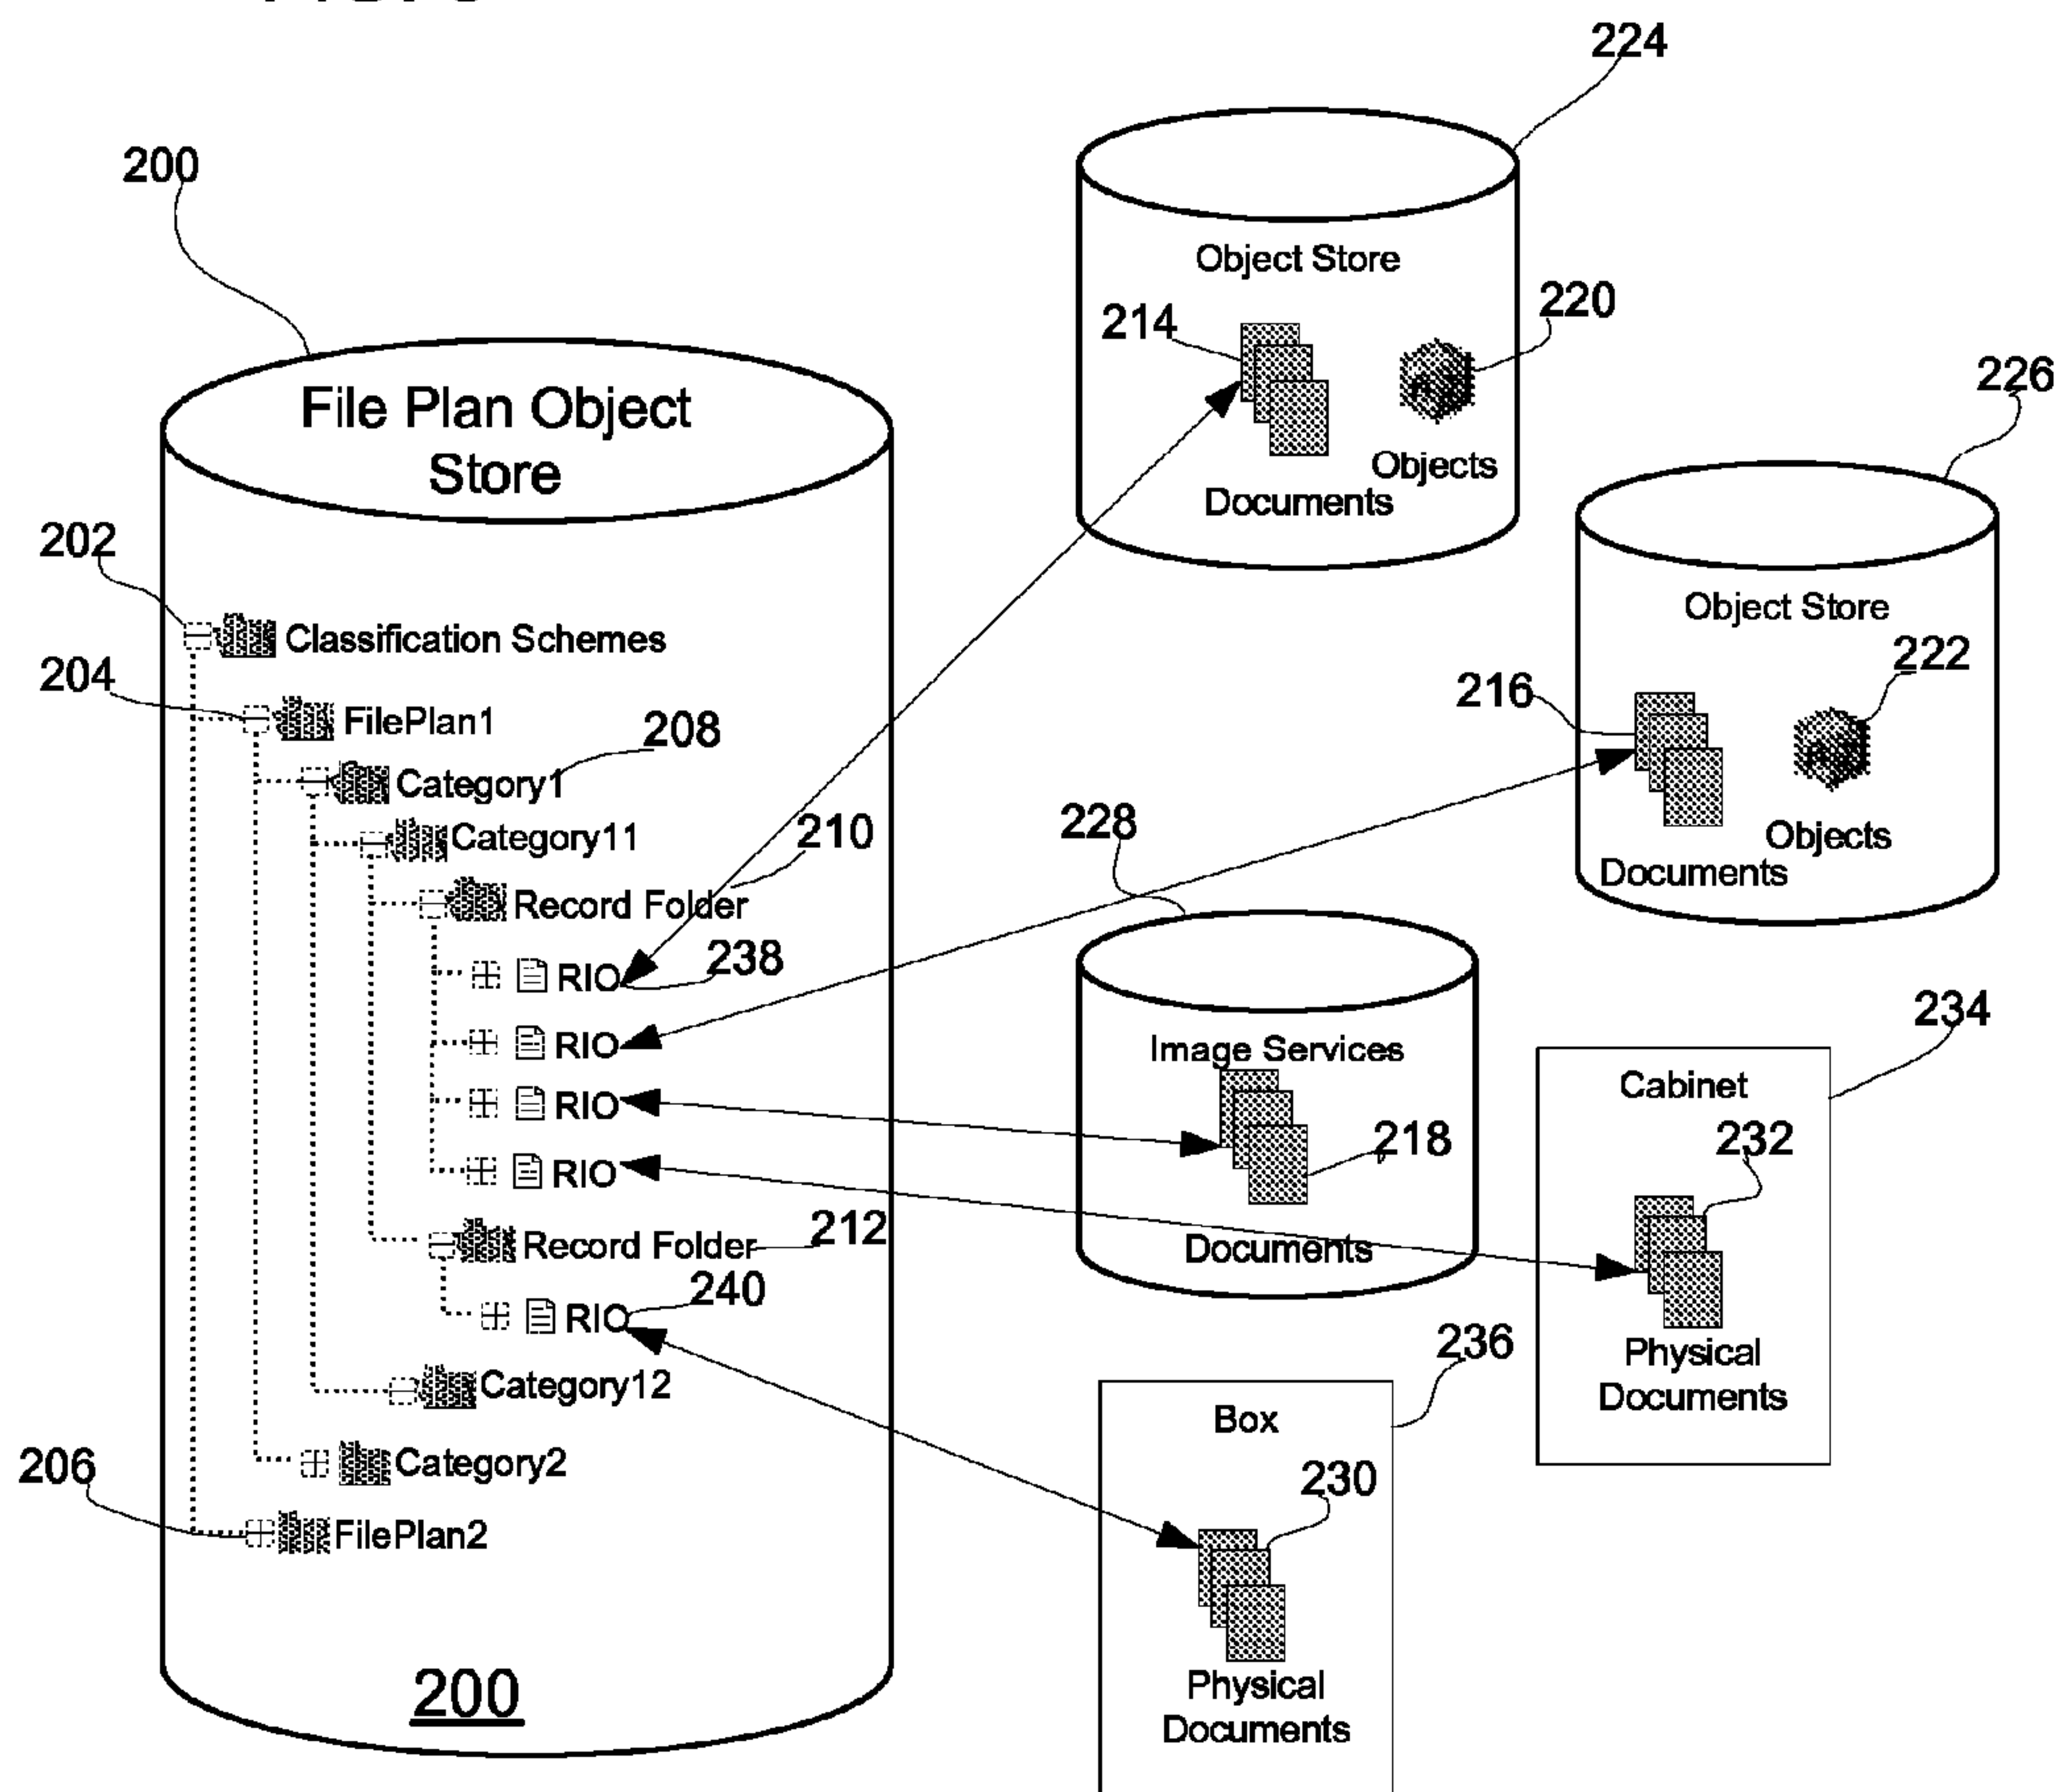 224
200
Object Store
220
214
226
File Plan Object
Store
Objects
Documents
202
Classification Schemes
Object Store
204
222
216
FilePlan1
208
Category1
228
Category11
210
Objects
Documents
Record Folder
238
RIO
234
RIO
Image Services
Cabinet
RIO
218
232
RIO
212
Record Folder
Documents
240
RIO
236
Physical
Documents
Category12
Box
206
Category2
230
FilePlan2
200
Physical
Documents